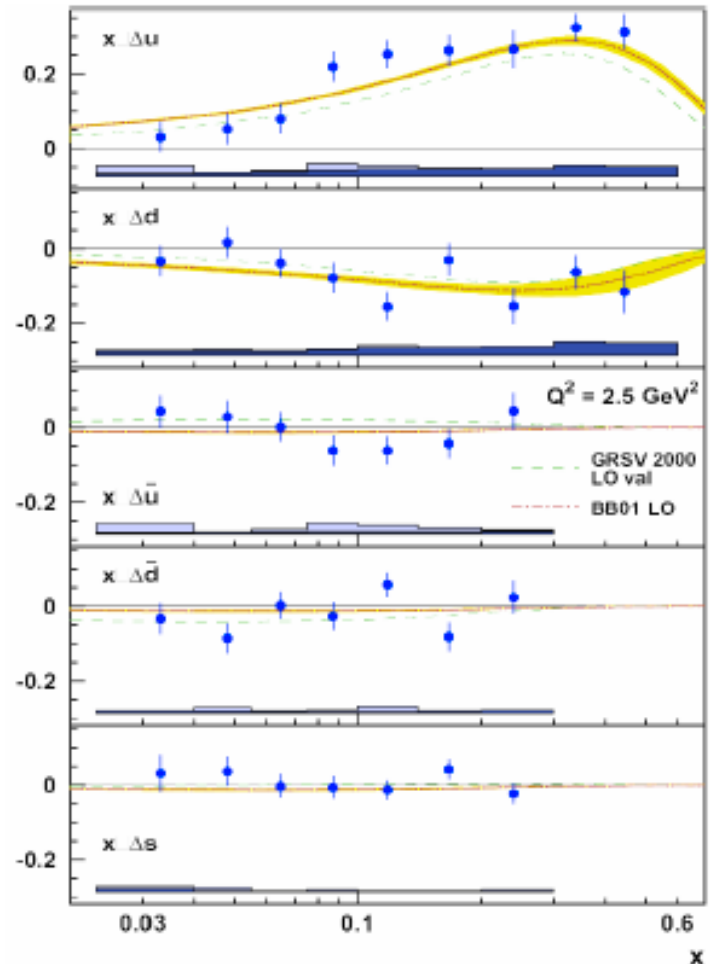 x·Δu
0.2
0
x·Δd
0
-0.2
Q² = 2.5 GeV²
0
GRSV 2000
LO val
-0.2
x·Δū
BB01 LO
x·Δd̄
0
-0.2
0
x·Δs
-0.2
0.03
0.1
0.6
x